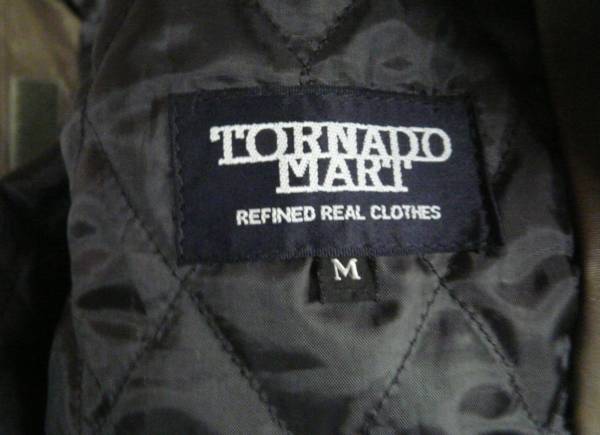 TORNADO
MART
REFINED REAL CLOTHES
M